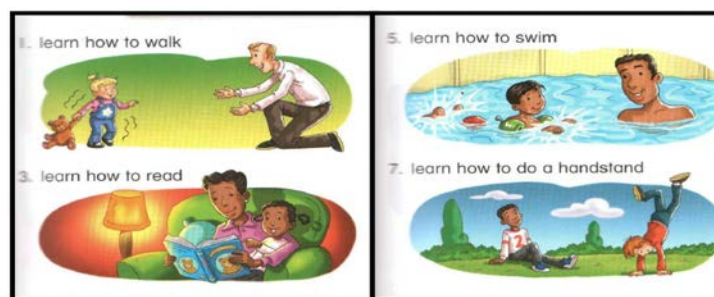 1. learn how to walk
3. learn how to read
5. learn how to swim
7. learn how to do a handstand
2